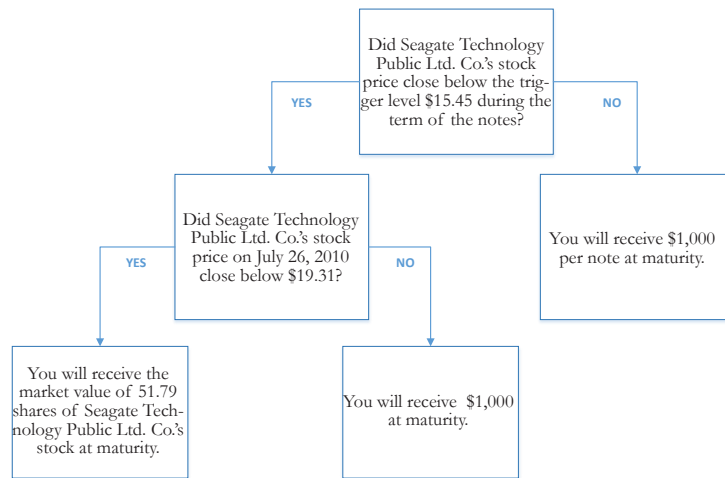 Did Seagate Technology
Public Ltd. Co.'s stock
price close below the trig-
ger level $15.45 during the
term of the notes?
YES
NO
Did Seagate Technology
Public Ltd. Co.'s stock
price on July 26, 2010
close below $19.31?
You will receive $1,000
per note at maturity.
YES
NO
You will receive the
market value of 51.79
shares of Seagate Tech-
nology Public Ltd. Co.'s
stock at maturity.
You will receive $1,000
at maturity.